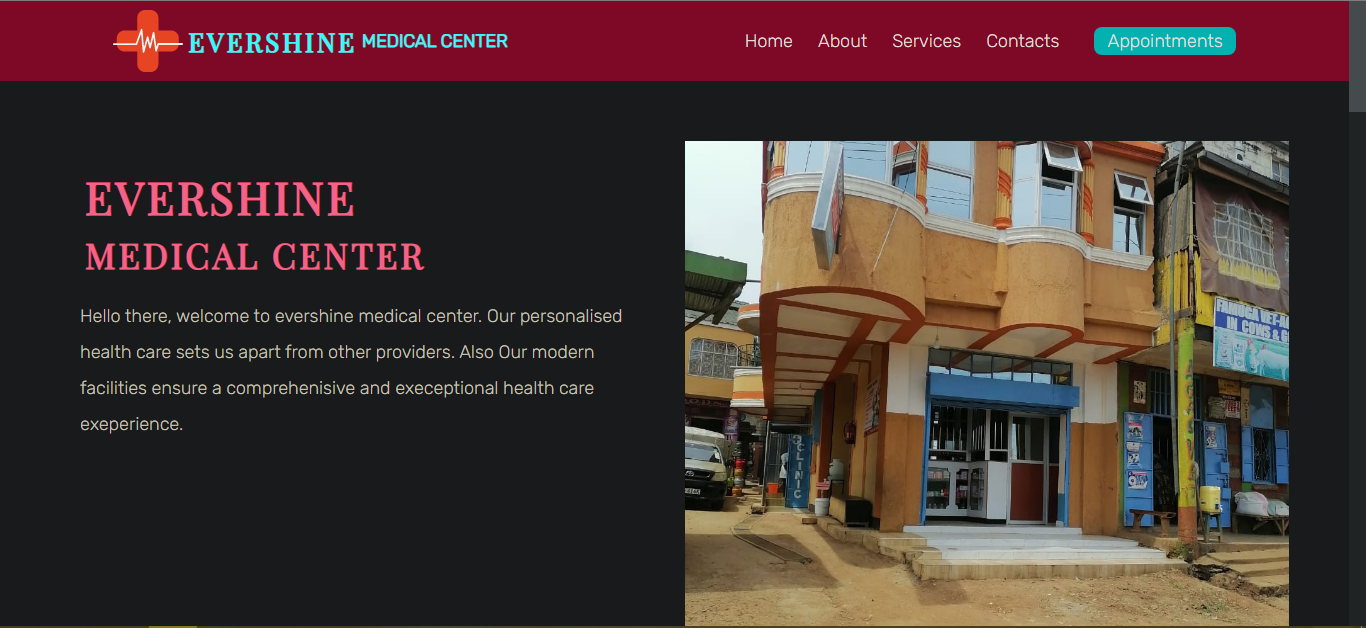 EVERSHINE MEDICAL CENTER
Home About Services Contacts Appointments
EVERSHINE
MEDICAL CENTER
Hello there, welcome to evershine medical center. Our personalised
health care sets us apart from other providers. Also Our modern
facilities ensure a comprehenisive and execeptional health care
exeperience.
CLINIC
IN COWS & G